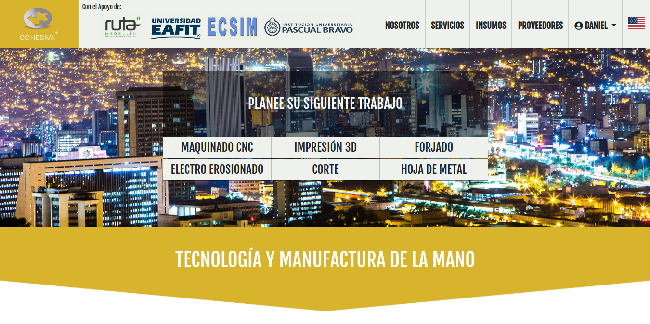 Con el Apoyo de:
COHESIVA
ruta
MEDELLÍN
UNIVERSIDAD
EAFIT
ECSIM
INSTITUCIÓN UNIVERSITARIA
PASCUAL BRAVO
NOSOTROS
SERVICIOS
INSUMOS
PROVEEDORES
DANIEL
PLANEE SU SIGUIENTE TRABAJO
MAQUINADO CNC
IMPRESIÓN 3D
FORJADO
ELECTRO EROSIONADO
CORTE
HOJA DE METAL
TECNOLOGÍA Y MANUFACTURA DE LA MANO